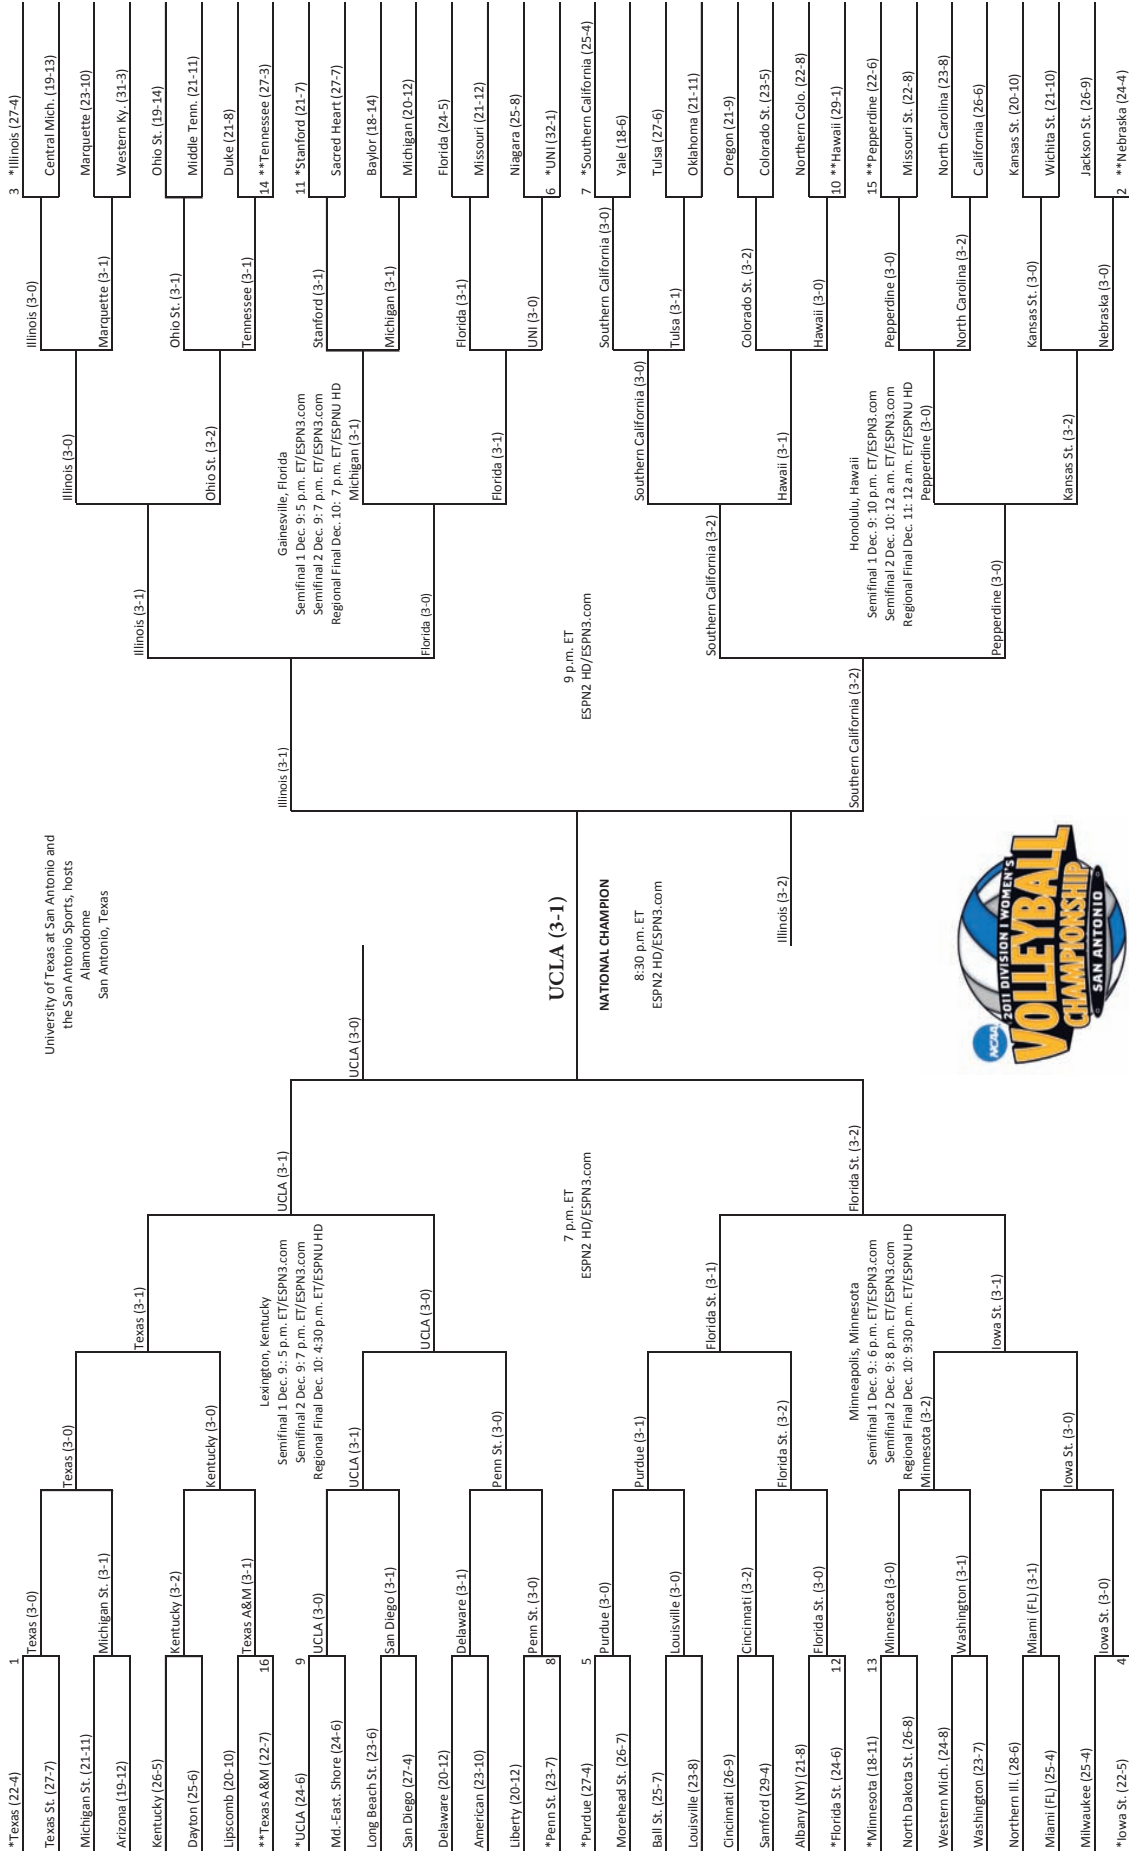 *Texas (22-4)
1
Texas St. (27-7)
Michigan St. (21-11)
Arizona (19-12)
Kentucky (26-5)
Dayton (25-6)
Lipscomb (20-10)
**Texas A&M (22-7)
16
*UCLA (24-6)
9
Md.-East. Shore (24-6)
Long Beach St. (23-6)
San Diego (27-4)
Delaware (20-12)
American (23-10)
Liberty (20-12)
*Penn St. (23-7)
8
*Purdue (27-4)
5
Morehead St. (26-7)
Ball St. (25-7)
Louisville (23-8)
Cincinnati (26-9)
Samford (29-4)
Albany (NY) (21-8)
*Florida St. (24-6)
12
*Minnesota (18-11)
13
North Dakota St. (26-8)
Western Mich. (24-8)
Washington (23-7)
Northern Ill. (28-6)
Miami (FL) (25-4)
Milwaukee (25-4)
*Iowa St. (22-5)
4
Texas (3-0)
Michigan St. (3-1)
Kentucky (3-2)
Texas A&M (3-1)
UCLA (3-0)
San Diego (3-1)
Delaware (3-1)
Penn St. (3-0)
Purdue (3-0)
Louisville (3-0)
Cincinnati (3-2)
Florida St. (3-0)
Minnesota (3-0)
Washington (3-1)
Miami (FL) (3-1)
Iowa St. (3-0)
Texas (3-0)
Kentucky (3-0)
UCLA (3-1)
Penn St. (3-0)
Purdue (3-1)
Florida St. (3-2)
Minnesota (3-2)
Iowa St. (3-0)
Texas (3-1)
Lexington, Kentucky
Semifinal 1 Dec. 9.: 5 p.m. ET/ESPN3.com
Semifinal 2 Dec. 9: 7 p.m. ET/ESPN3.com
Regional Final Dec. 10: 4:30 p.m. ET/ESPNU HD
UCLA (3-0)
Florida St. (3-1)
Minneapolis, Minnesota
Semifinal 1 Dec. 9.: 6 p.m. ET/ESPN3.com
Semifinal 2 Dec. 9: 8 p.m. ET/ESPN3.com
Regional Final Dec. 10: 9:30 p.m. ET/ESPNU HD
Iowa St. (3-1)
UCLA (3-1)
7 p.m. ET
ESPN2 HD/ESPN3.com
Florida St. (3-2)
University of Texas at San Antonio and
the San Antonio Sports, hosts
Alamodome
San Antonio, Texas
UCLA (3-0)
UCLA (3-1)
NATIONAL CHAMPION
8:30 p.m. ET
ESPN2 HD/ESPN3.com
Illinois (3-2)
NCAA
2011 DIVISION I WOMEN'S
VOLLEYBALL
CHAMPIONSHIP
SAN ANTONIO
Illinois (3-1)
9 p.m. ET
ESPN2 HD/ESPN3.com
Southern California (3-2)
Illinois (3-1)
Florida (3-0)
Southern California (3-2)
Pepperdine (3-0)
Gainesville, Florida
Semifinal 1 Dec. 9: 5 p.m. ET/ESPN3.com
Semifinal 2 Dec. 9: 7 p.m. ET/ESPN3.com
Regional Final Dec. 10: 7 p.m. ET/ESPNU HD
Honolulu, Hawaii
Semifinal 1 Dec. 9: 10 p.m. ET/ESPN3.com
Semifinal 2 Dec. 10: 12 a.m. ET/ESPN3.com
Regional Final Dec. 11: 12 a.m. ET/ESPNU HD
Illinois (3-0)
Ohio St. (3-2)
Michigan (3-1)
Florida (3-1)
Southern California (3-0)
Hawaii (3-1)
Pepperdine (3-0)
Kansas St. (3-2)
Illinois (3-0)
Marquette (3-1)
Ohio St. (3-1)
Tennessee (3-1)
Stanford (3-1)
Michigan (3-1)
Florida (3-1)
UNI (3-0)
Southern California (3-0)
Tulsa (3-1)
Colorado St. (3-2)
Hawaii (3-0)
Pepperdine (3-0)
North Carolina (3-2)
Kansas St. (3-0)
Nebraska (3-0)
3 *Illinois (27-4)
Central Mich. (19-13)
Marquette (23-10)
Western Ky. (31-3)
Ohio St. (19-14)
Middle Tenn. (21-11)
Duke (21-8)
14 **Tennessee (27-3)
11 *Stanford (21-7)
Sacred Heart (27-7)
Baylor (18-14)
Michigan (20-12)
Florida (24-5)
Missouri (21-12)
Niagara (25-8)
6 *UNI (32-1)
7 *Southern California (25-4)
Yale (18-6)
Tulsa (27-6)
Oklahoma (21-11)
Oregon (21-9)
Colorado St. (23-5)
Northern Colo. (22-8)
10 **Hawaii (29-1)
15 **Pepperdine (22-6)
Missouri St. (22-8)
North Carolina (23-8)
California (26-6)
Kansas St. (20-10)
Wichita St. (21-10)
Jackson St. (26-9)
2 **Nebraska (24-4)